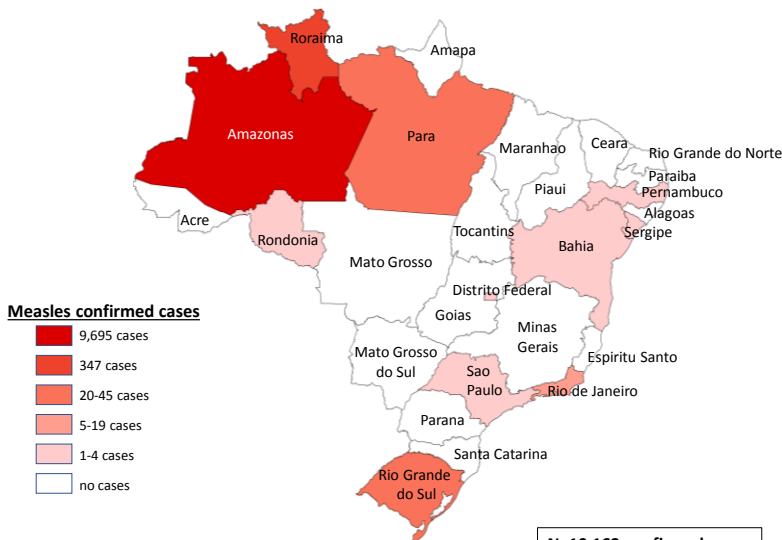 Roraima
Amapa
Amazonas
Para
Maranhao
Ceara
Rio Grande do Norte
Paraiba
Piaui
Pernambuco
Acre
Alagoas
Rondonia
Tocantins
Bahia
Sergipe
Mato Grosso
Distrito Federal
Goias
Minas
Gerais
Espiritu Santo
Mato Grosso
do Sul
Sao
Paulo
Rio de Janeiro
Parana
Santa Catarina
Rio Grande
do Sul
Measles confirmed cases
9,695 cases
347 cases
20-45 cases
5-19 cases
1-4 cases
no cases